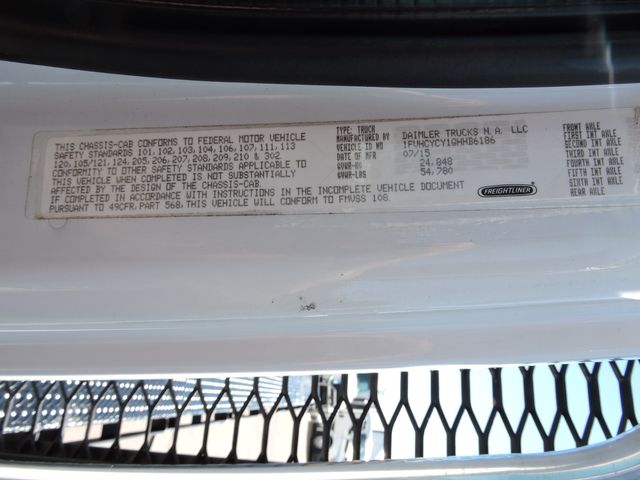 THIS CHASSIS-CAB CONFORMS TO FEDERAL MOTOR VEHICLE
SAFETY STANDARDS 101, 102, 103, 104, 106, 107, 111, 113
120, 105/121, 124, 205, 206, 207, 208, 209, 210 & 302.
CONFORMITY TO OTHER SAFETY STANDARDS APPLICABLE TO
THIS VEHICLE WHEN COMPLETED IS NOT SUBSTANTIALLY
AFFECTED BY THE DESIGN OF THE CHASSIS-CAB.
IF COMPLETED IN ACCORDANCE WITH INSTRUCTIONS IN THE INCOMPLETE VEHICLE DOCUMENT
PURSUANT TO 49CFR, PART 568, THIS VEHICLE WILL CONFORM TO FMVSS 108.
TYPE: TRUCK
MANUFACTURED BY DAIMLER TRUCKS N.A. LLC
VEHICLE ID NO 1FVHCYCY1GHHB6186
DATE OF MFR 07/15
GVWR-KG 24,848
GVWR-LBS 54,780
FREIGHTLINER
FRONT AXLE
FIRST INT AXLE
SECOND INT AXLE
THIRD INT AXLE
FOURTH INT AXLE
FIFTH INT AXLE
SIXTH INT AXLE
REAR AXLE